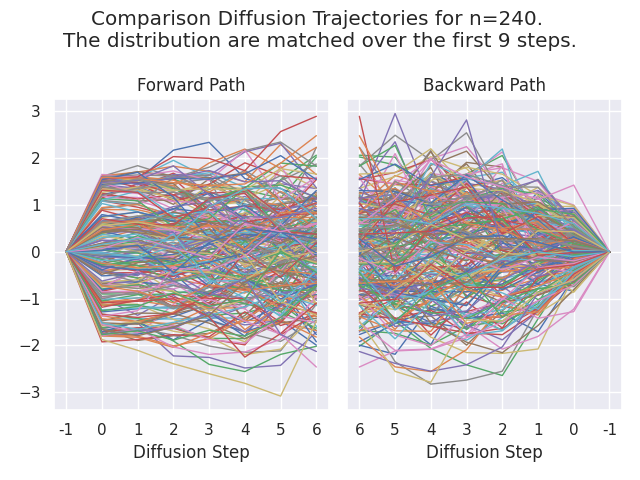 Comparison Diffusion Trajectories for n=240.
The distribution are matched over the first 9 steps.
Forward Path
Backward Path
3
2
1
0
−1
−2
−3
-1 0 1 2 3 4 5 6
6 5 4 3 2 1 0 -1
Diffusion Step
Diffusion Step